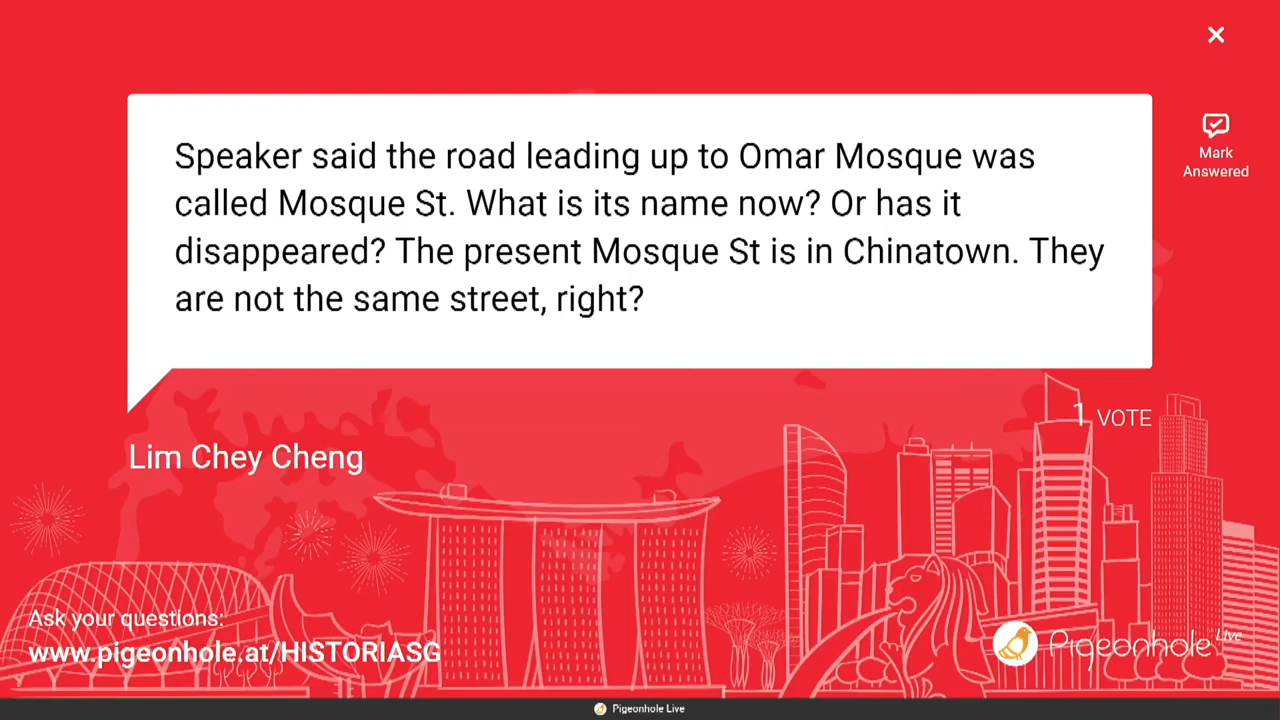 Mark
Answered
Speaker said the road leading up to Omar Mosque was
called Mosque St. What is its name now? Or has it
disappeared? The present Mosque St is in Chinatown. They
are not the same street, right?
1 VOTE
Lim Chey Cheng
Ask your questions:
www.pigeonhole.at/HISTORIASG
Pigeonhole Live
Pigeonhole Live